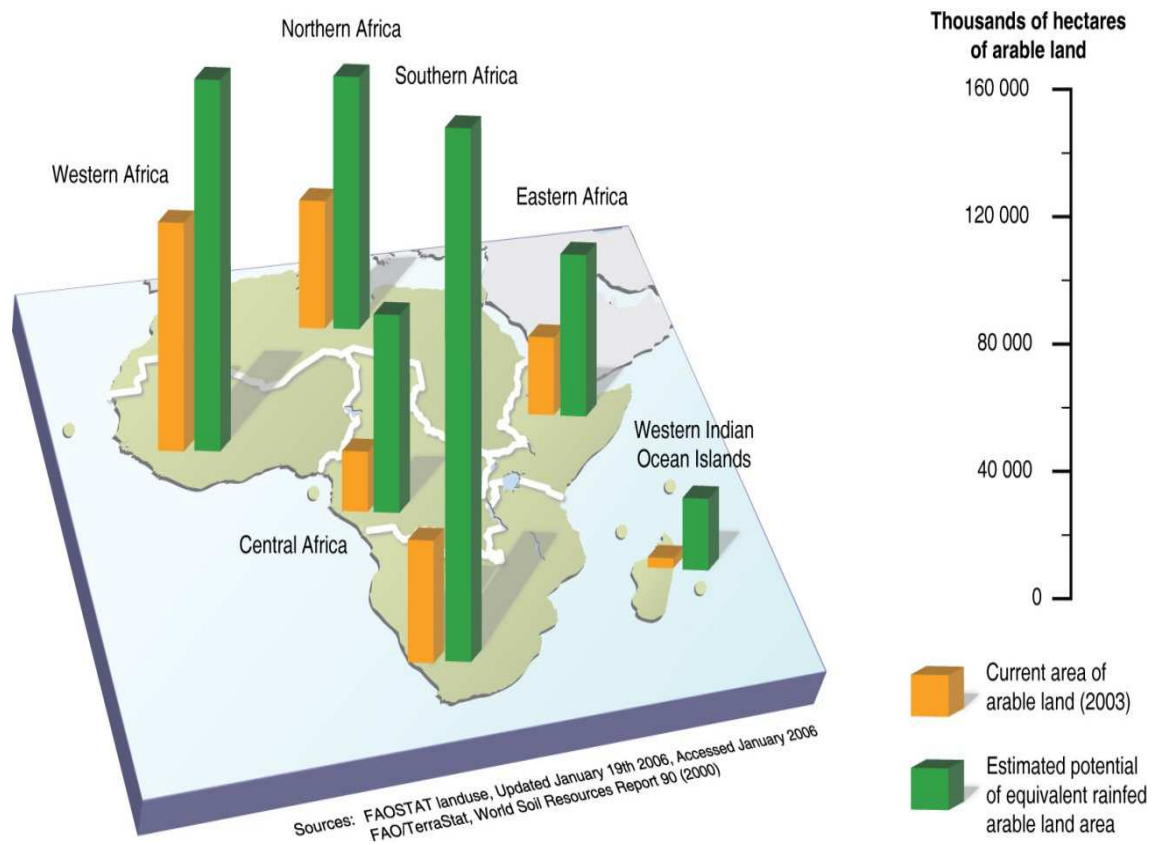 Northern Africa
Southern Africa
Western Africa
Eastern Africa
Western Indian
Ocean Islands
Central Africa
Sources: FAOSTAT landuse, Updated January 19th 2006, Accessed January 2006
FAO/TerraStat, World Soil Resources Report 90 (2000)
Thousands of hectares
of arable land
160 000
120 000
80 000
40 000
0
Current area of
arable land (2003)
Estimated potential
of equivalent rainfed
arable land area